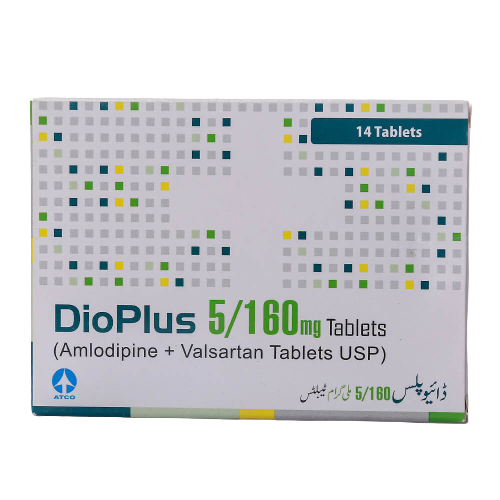 14 Tablets
DioPlus 5/160mg Tablets
(Amlodipine + Valsartan Tablets USP)
ATCO
ڈائیوپلس 5/160 ملی گرام ٹیبلٹس